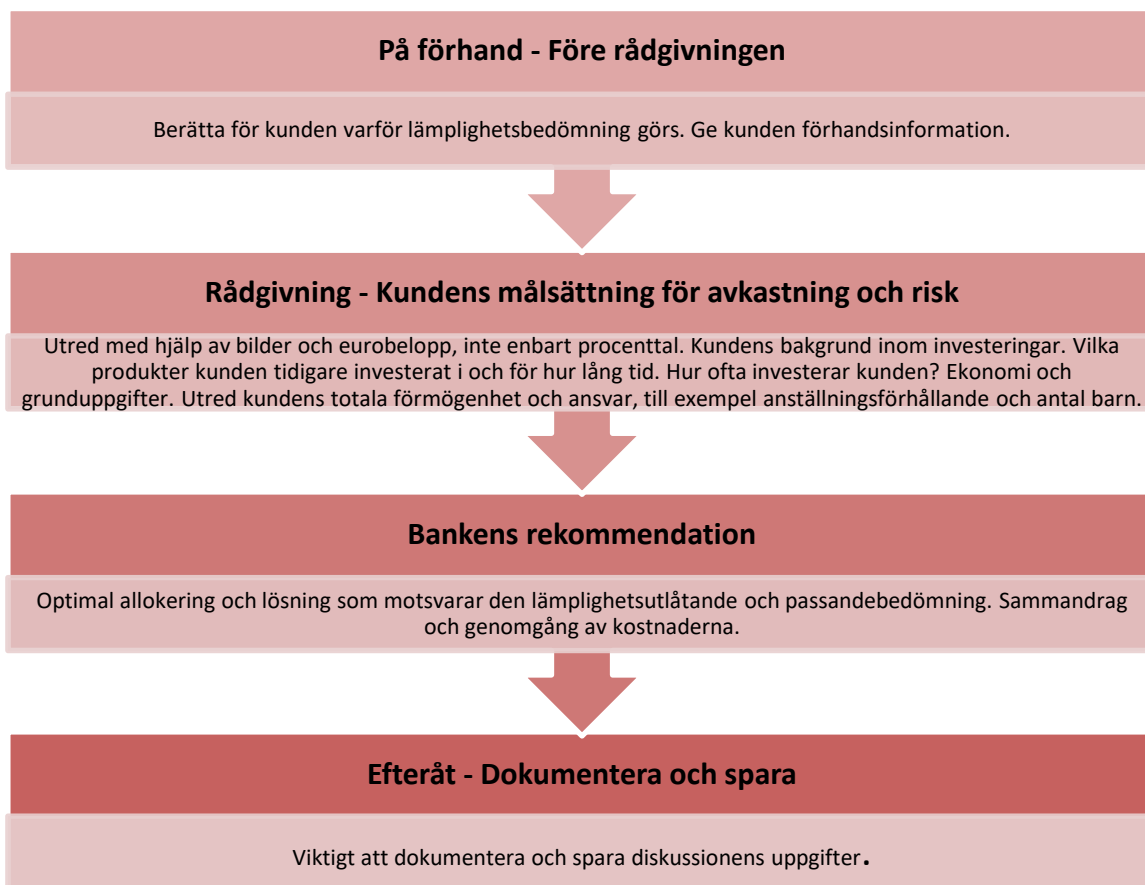 På förhand - Före rådgivningen
Berätta för kunden varför lämplighetsbedömning görs. Ge kunden förhandsinformation.
Rådgivning - Kundens målsättning för avkastning och risk
Utred med hjälp av bilder och eurobelopp, inte enbart procenttal. Kundens bakgrund inom investeringar. Vilka
produkter kunden tidigare investerat i och för hur lång tid. Hur ofta investerar kunden? Ekonomi och
grunduppgifter. Utred kundens totala förmögenhet och ansvar, till exempel anställningsförhållande och antal barn.
Bankens rekommendation
Optimal allokering och lösning som motsvarar den lämplighetsutlåtande och passandebedömning. Sammandrag
och genomgång av kostnaderna.
Efteråt - Dokumentera och spara
Viktigt att dokumentera och spara diskussionens uppgifter.